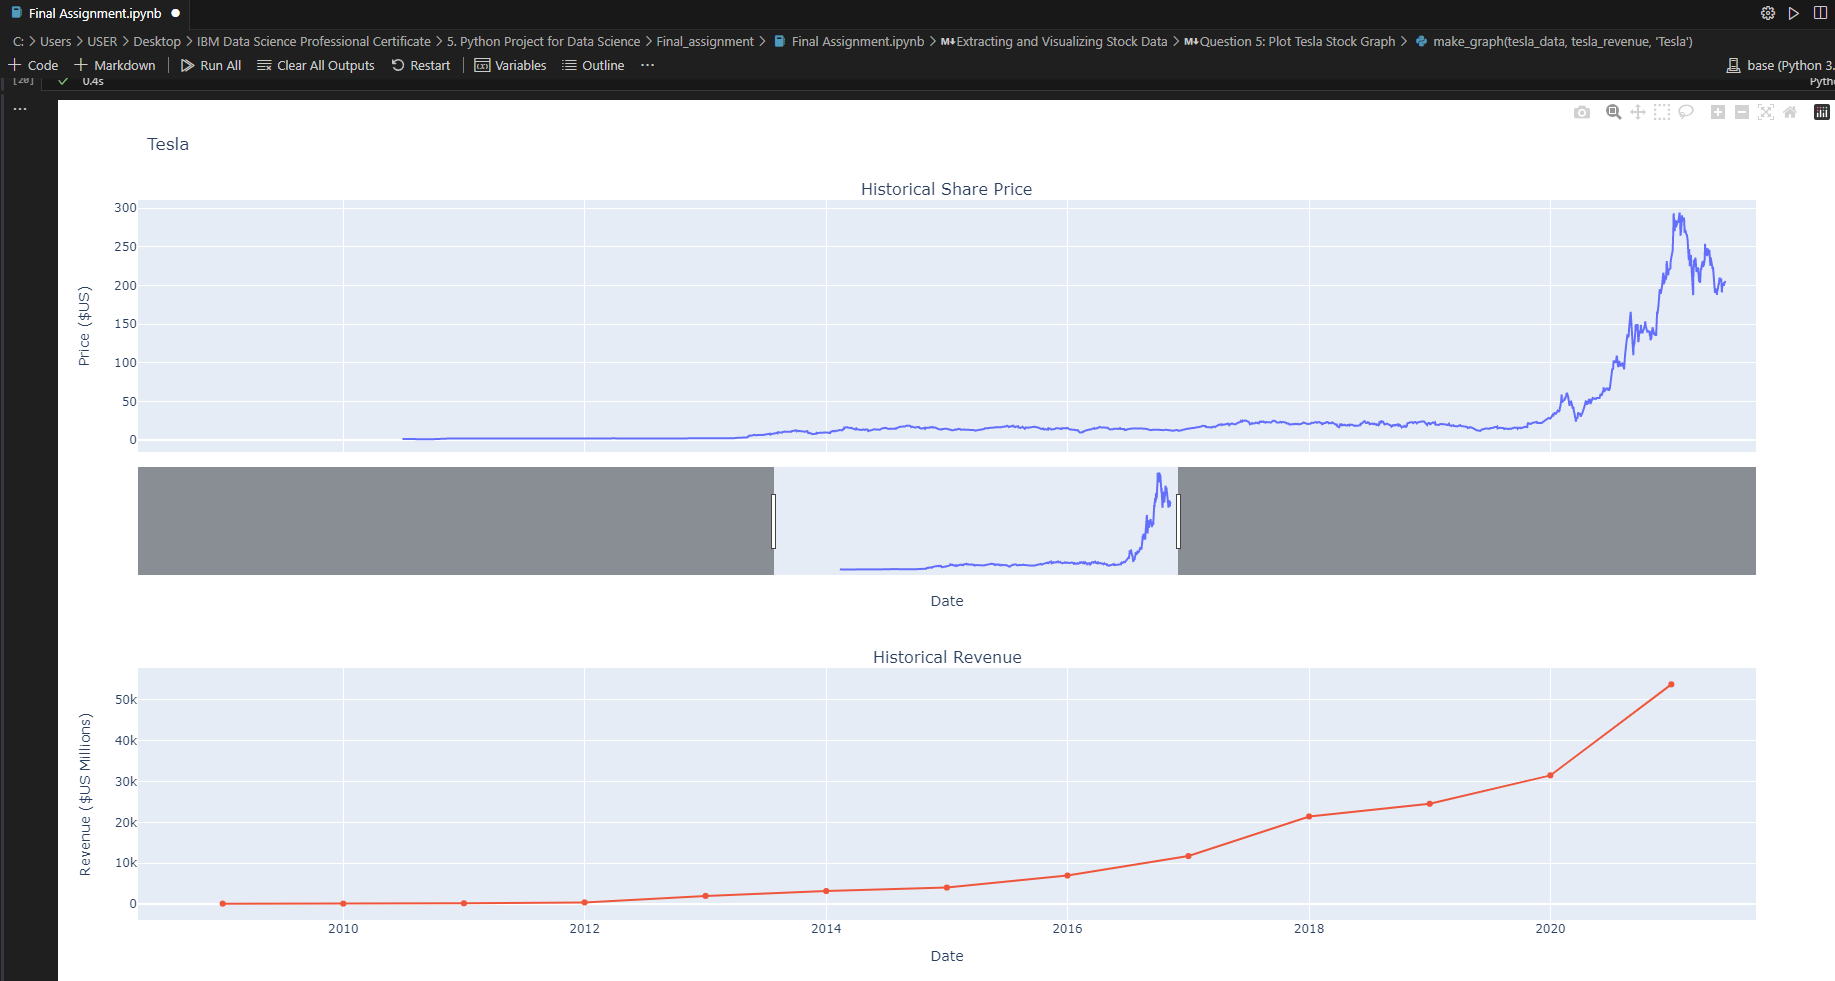 Final Assignment.ipynb
C: > Users > USER > Desktop > IBM Data Science Professional Certificate > 5. Python Project for Data Science > Final_assignment > Final Assignment.ipynb > M↓Extracting and Visualizing Stock Data > M↓Question 5: Plot Tesla Stock Graph > make_graph(tesla_data, tesla_revenue, 'Tesla')
+ Code + Markdown | Run All Clear All Outputs Restart | Variables Outline ... base (Python 3.
[20] 0.4s Pyth
Tesla
Historical Share Price
300
250
200
150
100
50
0
Price ($US)
Date
Historical Revenue
50k
40k
30k
20k
10k
0
Revenue ($US Millions)
2010 2012 2014 2016 2018 2020
Date